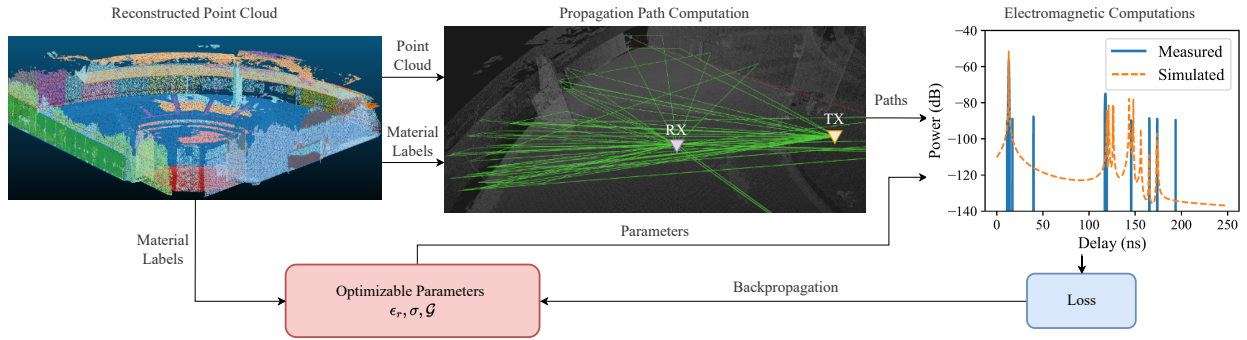 Reconstructed Point Cloud
Propagation Path Computation
Electromagnetic Computations
Point
Cloud
Material
Labels
RX
TX
Paths
Measured
Simulated
Power (dB)
−40
−60
−80
−100
−120
−140
0
50
100
150
200
250
Delay (ns)
Material
Labels
Parameters
Optimizable Parameters
ϵr, σ, 𝒢
Backpropagation
Loss